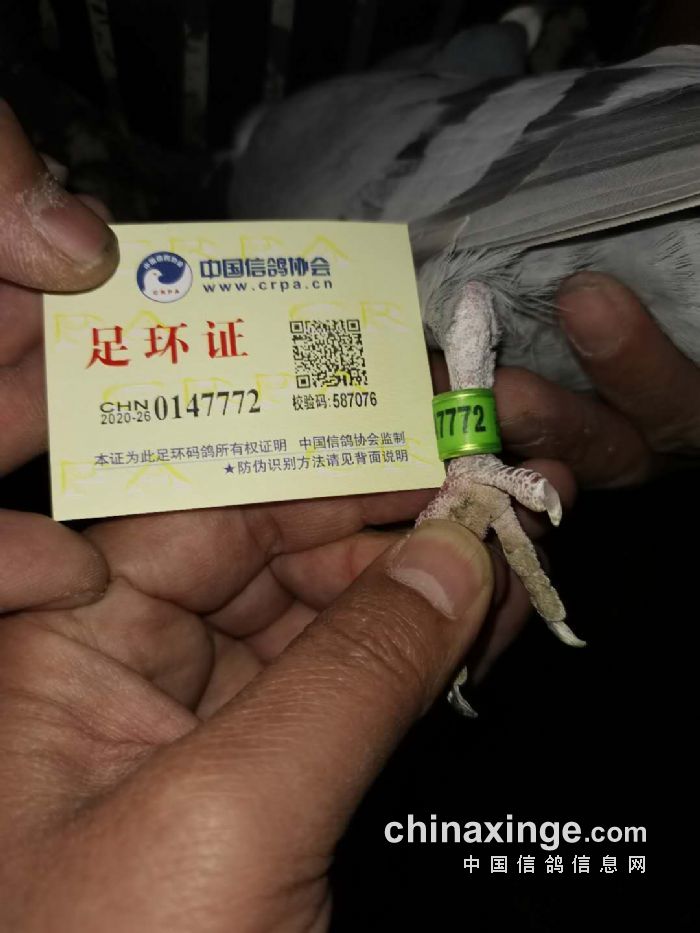 中国信鸽协会
www.crpa.cn
CRPA
足环证
CHN
2020-26 0147772
校验码:587076
本证为此足环码鸽所有权证明 中国信鸽协会监制
★防伪识别方法请见背面说明
7772
chinaxinge.com
中国信鸽信息网